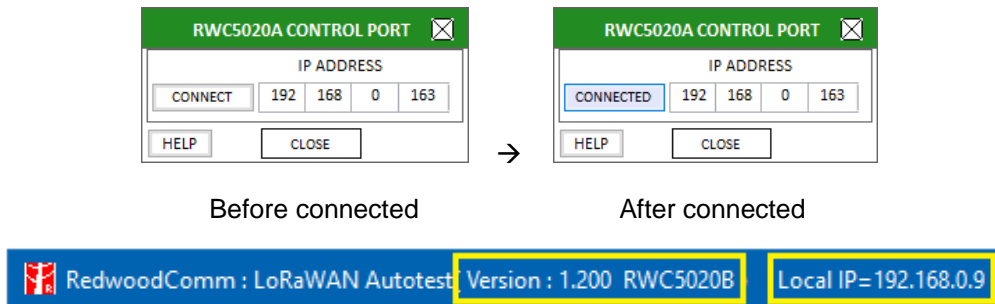 RWC5020A CONTROL PORT
IP ADDRESS
CONNECT 192 168 0 163
HELP CLOSE
→
RWC5020A CONTROL PORT
IP ADDRESS
CONNECTED 192 168 0 163
HELP CLOSE
Before connected After connected
RedwoodComm : LoRaWAN Autotest( Version : 1.200 RWC5020B ) Local IP=192.168.0.9